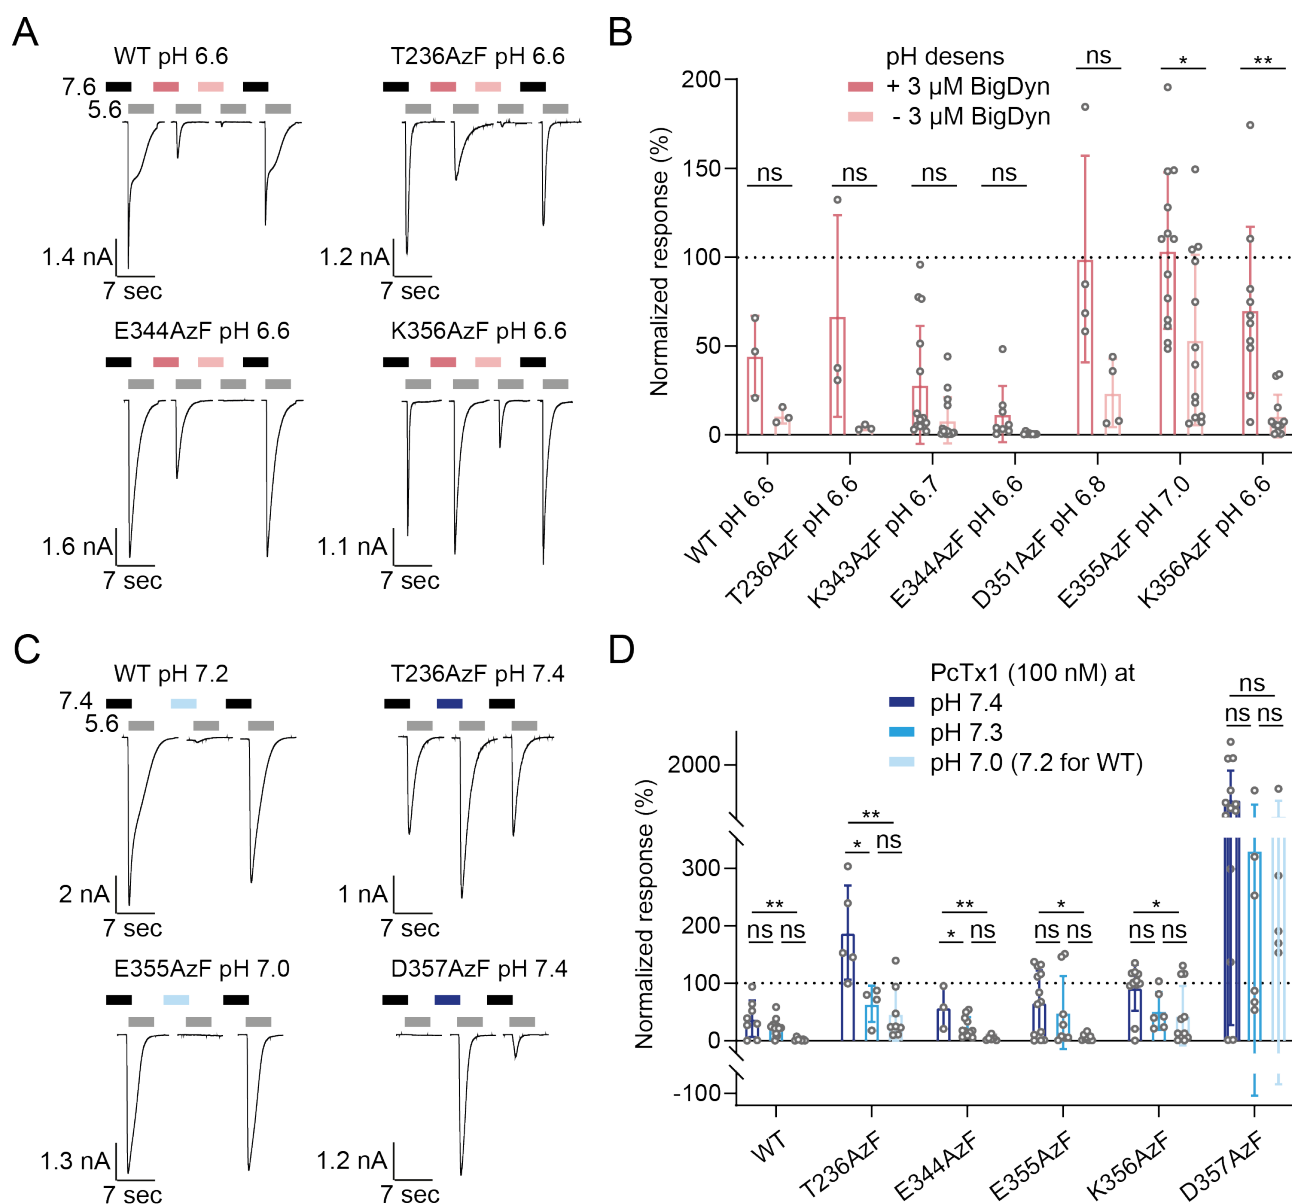 A
WT pH 6.6
T236AzF pH 6.6
7.6
5.6
1.4 nA
7 sec
1.2 nA
7 sec
E344AzF pH 6.6
K356AzF pH 6.6
1.6 nA
7 sec
1.1 nA
7 sec
B
pH desens
+ 3 µM BigDyn
- 3 µM BigDyn
Normalized response (%)
200
150
100
50
0
ns
ns
ns
ns
ns
*
**
WT pH 6.6
T236AzF pH 6.6
K343AzF pH 6.7
E344AzF pH 6.6
D351AzF pH 6.8
E355AzF pH 7.0
K356AzF pH 6.6
C
WT pH 7.2
T236AzF pH 7.4
7.4
5.6
2 nA
7 sec
1 nA
7 sec
E355AzF pH 7.0
D357AzF pH 7.4
1.3 nA
7 sec
1.2 nA
7 sec
D
PcTx1 (100 nM) at
pH 7.4
pH 7.3
pH 7.0 (7.2 for WT)
Normalized response (%)
2000
300
200
100
0
-100
**
ns ns
**
* ns
**
* ns
*
ns ns
*
ns ns
ns
ns ns
WT
T236AzF
E344AzF
E355AzF
K356AzF
D357AzF